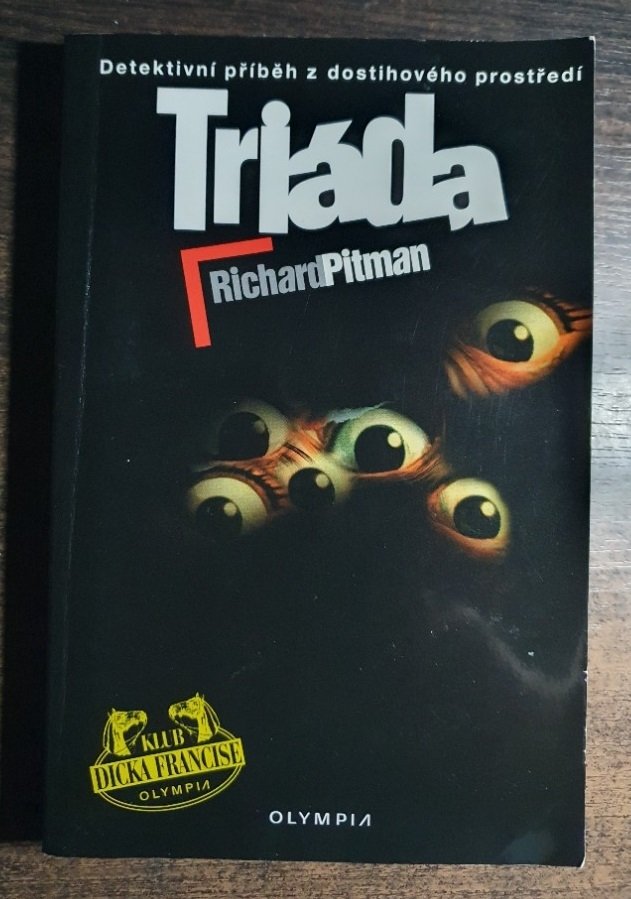 Detektivní příběh z dostihového prostředí
Triáda
RichardPitman
KLUB
DICKA FRANCISE
OLYMPIA
OLYMPIA